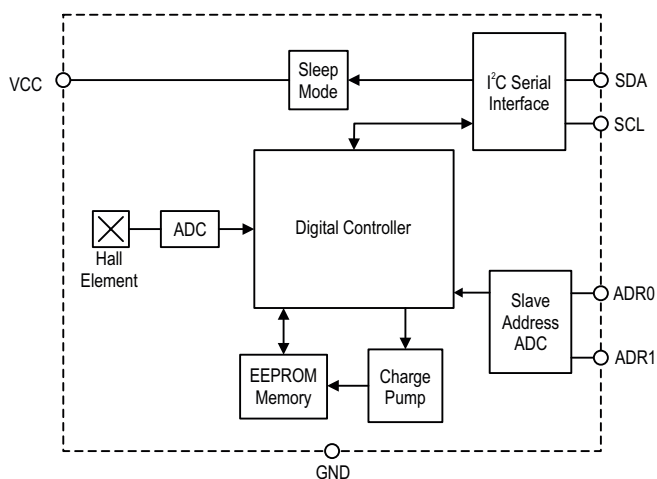 VCC
Sleep
Mode
I²C Serial
Interface
SDA
SCL
Digital Controller
ADC
Hall
Element
Slave
Address
ADC
ADR0
ADR1
EEPROM
Memory
Charge
Pump
GND